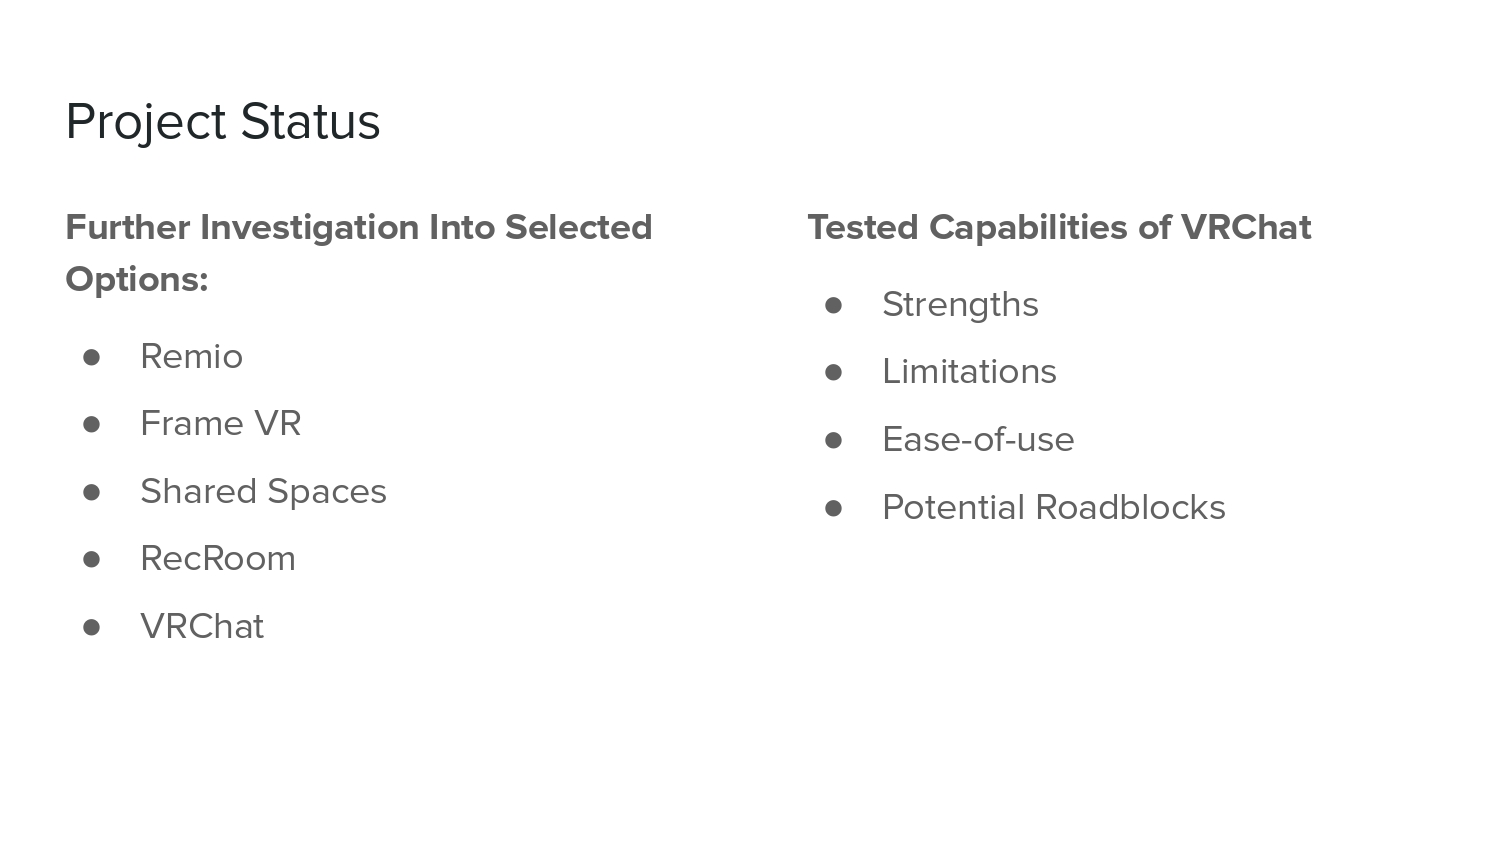 Project Status
Further Investigation Into Selected
Options:
● Remio
● Frame VR
● Shared Spaces
● RecRoom
● VRChat
Tested Capabilities of VRChat
● Strengths
● Limitations
● Ease-of-use
● Potential Roadblocks